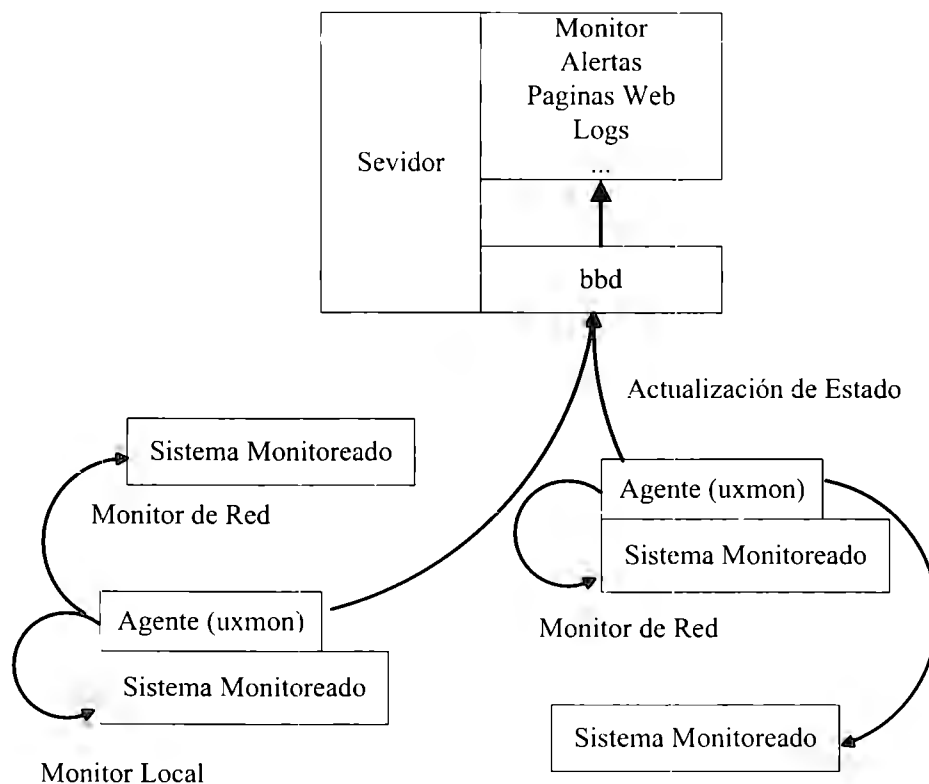 Monitor
Alertas
Paginas Web
Logs
...
Sevidor
bbd
Actualización de Estado
Sistema Monitoreado
Monitor de Red
Agente (uxmon)
Sistema Monitoreado
Monitor de Red
Agente (uxmon)
Sistema Monitoreado
Monitor Local
Sistema Monitoreado